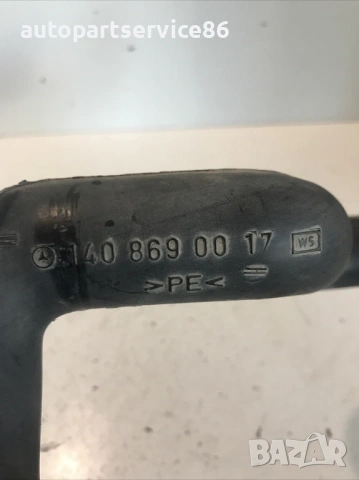 autopartservice86
140 869 00 17 WS
>PE<
BAZAR